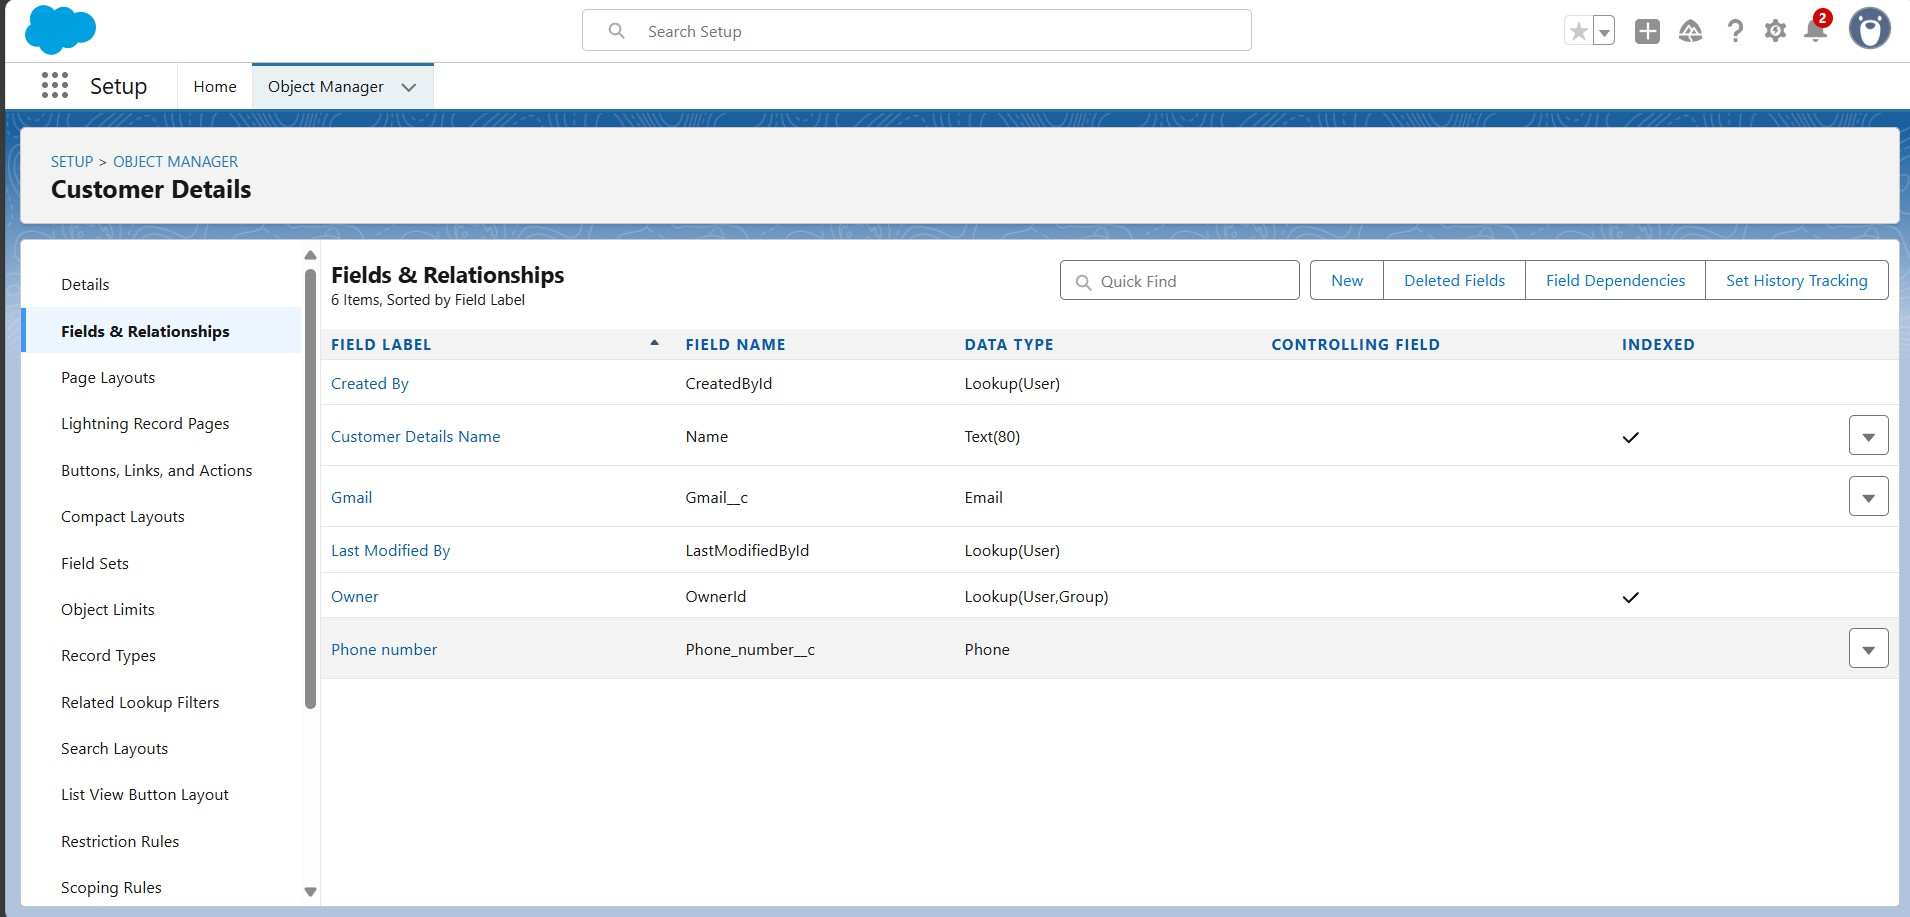 Search Setup
2
Setup
Home
Object Manager
SETUP > OBJECT MANAGER
Customer Details
Details
Fields & Relationships
Page Layouts
Lightning Record Pages
Buttons, Links, and Actions
Compact Layouts
Field Sets
Object Limits
Record Types
Related Lookup Filters
Search Layouts
List View Button Layout
Restriction Rules
Scoping Rules
Fields & Relationships
6 Items, Sorted by Field Label
Quick Find
New
Deleted Fields
Field Dependencies
Set History Tracking
FIELD LABEL FIELD NAME DATA TYPE CONTROLLING FIELD INDEXED
Created By CreatedById Lookup(User)
Customer Details Name Name Text(80)
Gmail Gmail__c Email
Last Modified By LastModifiedById Lookup(User)
Owner OwnerId Lookup(User,Group)
Phone number Phone_number__c Phone